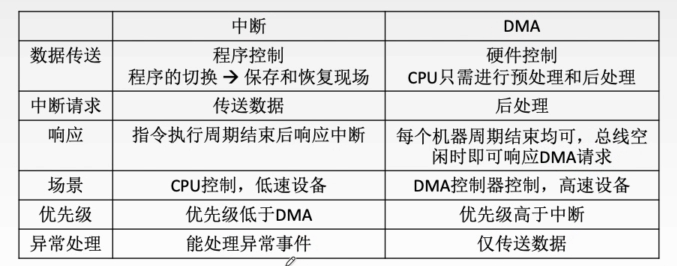 中断 DMA
数据传送 程序控制 硬件控制
程序的切换 → 保存和恢复现场 CPU只需进行预处理和后处理
中断请求 传送数据 后处理
响应 指令执行周期结束后响应中断 每个机器周期结束均可，总线空
闲时即可响应DMA请求
场景 CPU控制，低速设备 DMA控制器控制，高速设备
优先级 优先级低于DMA 优先级高于中断
异常处理 能处理异常事件 仅传送数据